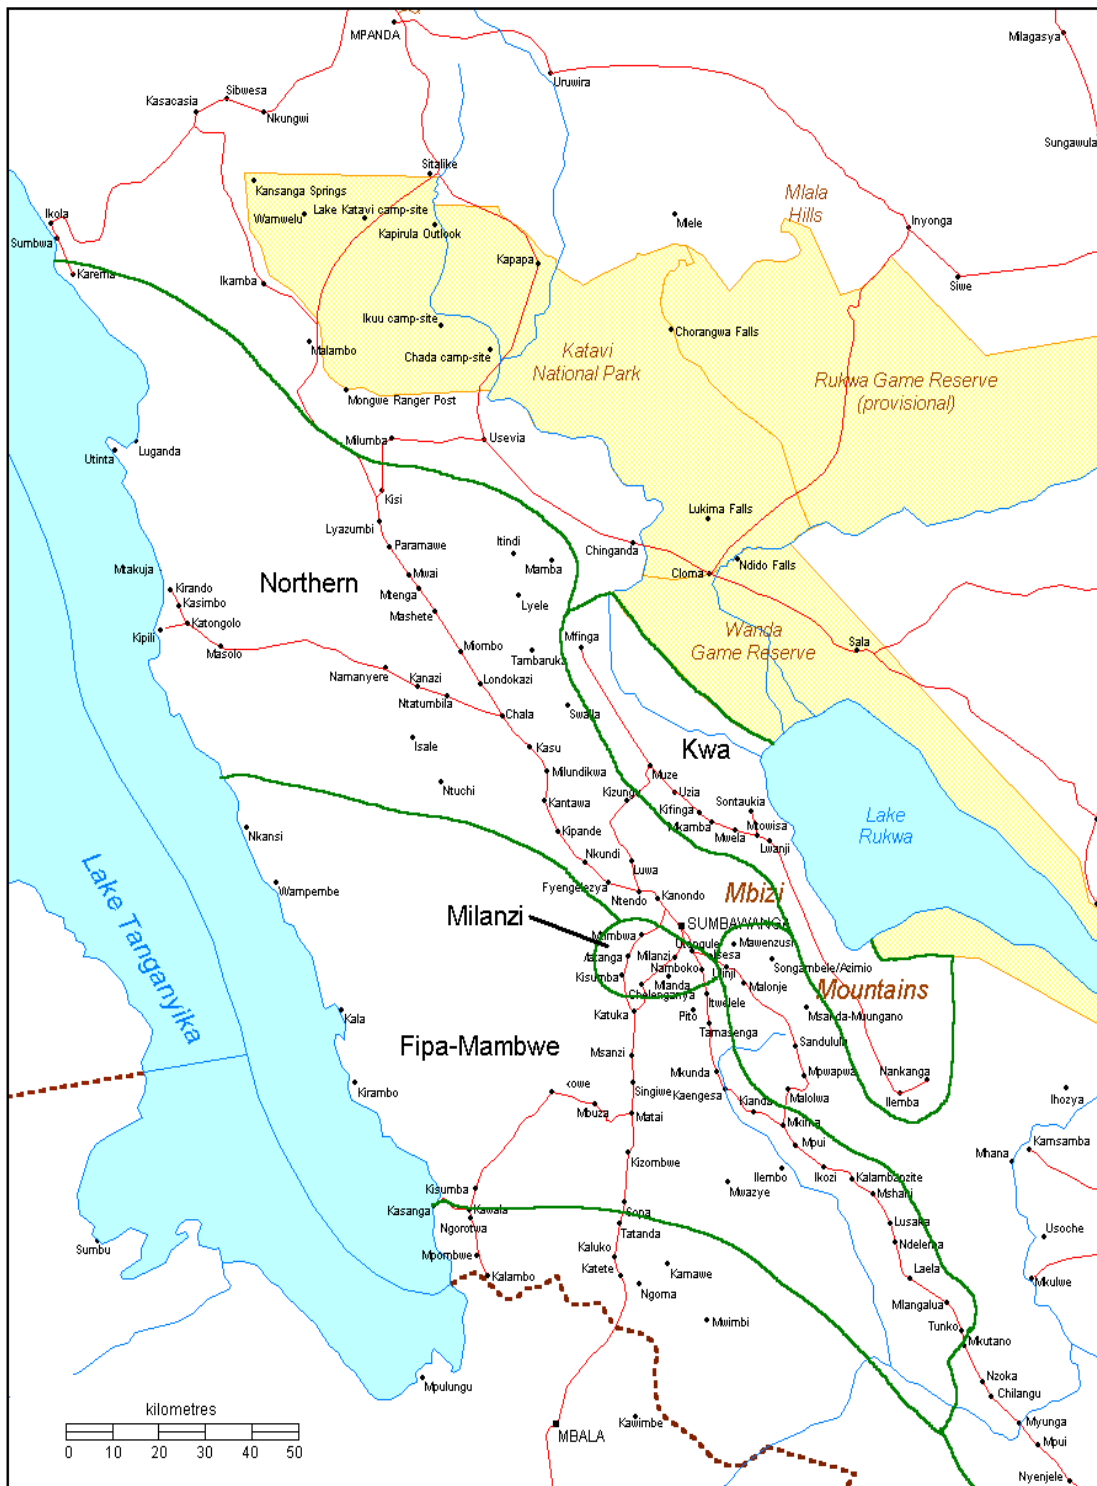 MPANDA
Milagasya
Uruwira
Sibwesa
Kasacasia
Nkungwi
Sungawula
Sitalike
Kansanga Springs
Mlala
Hills
Wamwelu
Lake Katavi camp-site
Mlele
Ikola
Kapirula Outlook
Inyonga
Sumbwa
Kapapa
Karema
Ikamba
Siwe
Ikuu camp-site
Chorangwa Falls
Malambo
Chada camp-site
Katavi
National Park
Rukwa Game Reserve
(provisional)
Mongwe Ranger Post
Milumba
Usevia
Luganda
Utinta
Kisi
Lukima Falls
Lyazumbi
Itindi
Paramawe
Chinganda
Mamba
Ndido Falls
Mtakuja
Mwai
Cloma
Northern
Kirando
Mtenga
Lyele
Kasimbo
Mashete
Katongolo
Wanda
Game Reserve
Kipili
Mfinga
Sala
Masolo
Miombo
Tambaruka
Namanyere
Kanazi
Londokazi
Ntatumbila
Chala
Swalla
Isale
Kasu
Kwa
Milundikwa
Muze
Ntuchi
Kizungu
Uzia
Kantawa
Kifinga
Sontaukia
Lake
Rukwa
Nkansi
Kipande
Mkamba
Mtowisa
Mwela
Lwanji
Nkundi
Luwa
Lake Tanganyika
Wampembe
Fyengelezya
Ntendo
Kanondo
Mbizi
Mountains
Milanzi
SUMBAWANGA
Mambwa
Utengule
Mawenzusi
Milanzi
Isesa
Songambele/Azimio
Kisumba
Namboko
Mlanda
Malonje
Chelenganya
Itwelele
Kala
Katuka
Pito
Msanda-Muungano
Tamasenga
Fipa-Mambwe
Msanzi
Sandulula
Mkunda
Mpwapwa
Nankanga
Kirambo
Singiwe
Kaengesa
Malolwa
Ilemba
Ihozya
Mbuza
Matai
Kianda
Mkima
Mpui
Kamsamba
Kizombwe
Mhana
Ilembo
Ikozi
Kalambanzite
Kisumba
Mwazye
Mshani
Kasanga
Kawala
Sopa
Ngorotwa
Tatanda
Lusaka
Usoche
Sumbu
Mpombwe
Kaluko
Ndelema
Kalambo
Katete
Kamawe
Laela
Mkulwe
Ngoma
Mlangalua
Mwimbi
Tunko
Mkutano
Mpulungu
Nzoka
Chilangu
kilometres
0 10 20 30 40 50
MBALA
Kawimbe
Myunga
Mpui
Nyenjele